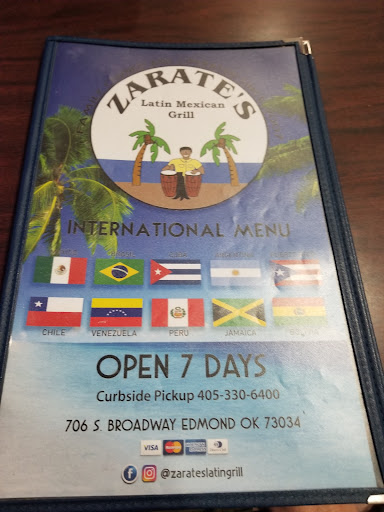 ZARATE'S
Latin Mexican
Grill
INTERNATIONAL MENU
CHILE VENEZUELA PERU JAMAICA
OPEN 7 DAYS
Curbside Pickup 405-330-6400
706 S. BROADWAY EDMOND OK 73034
VISA
@zarateslatingrill